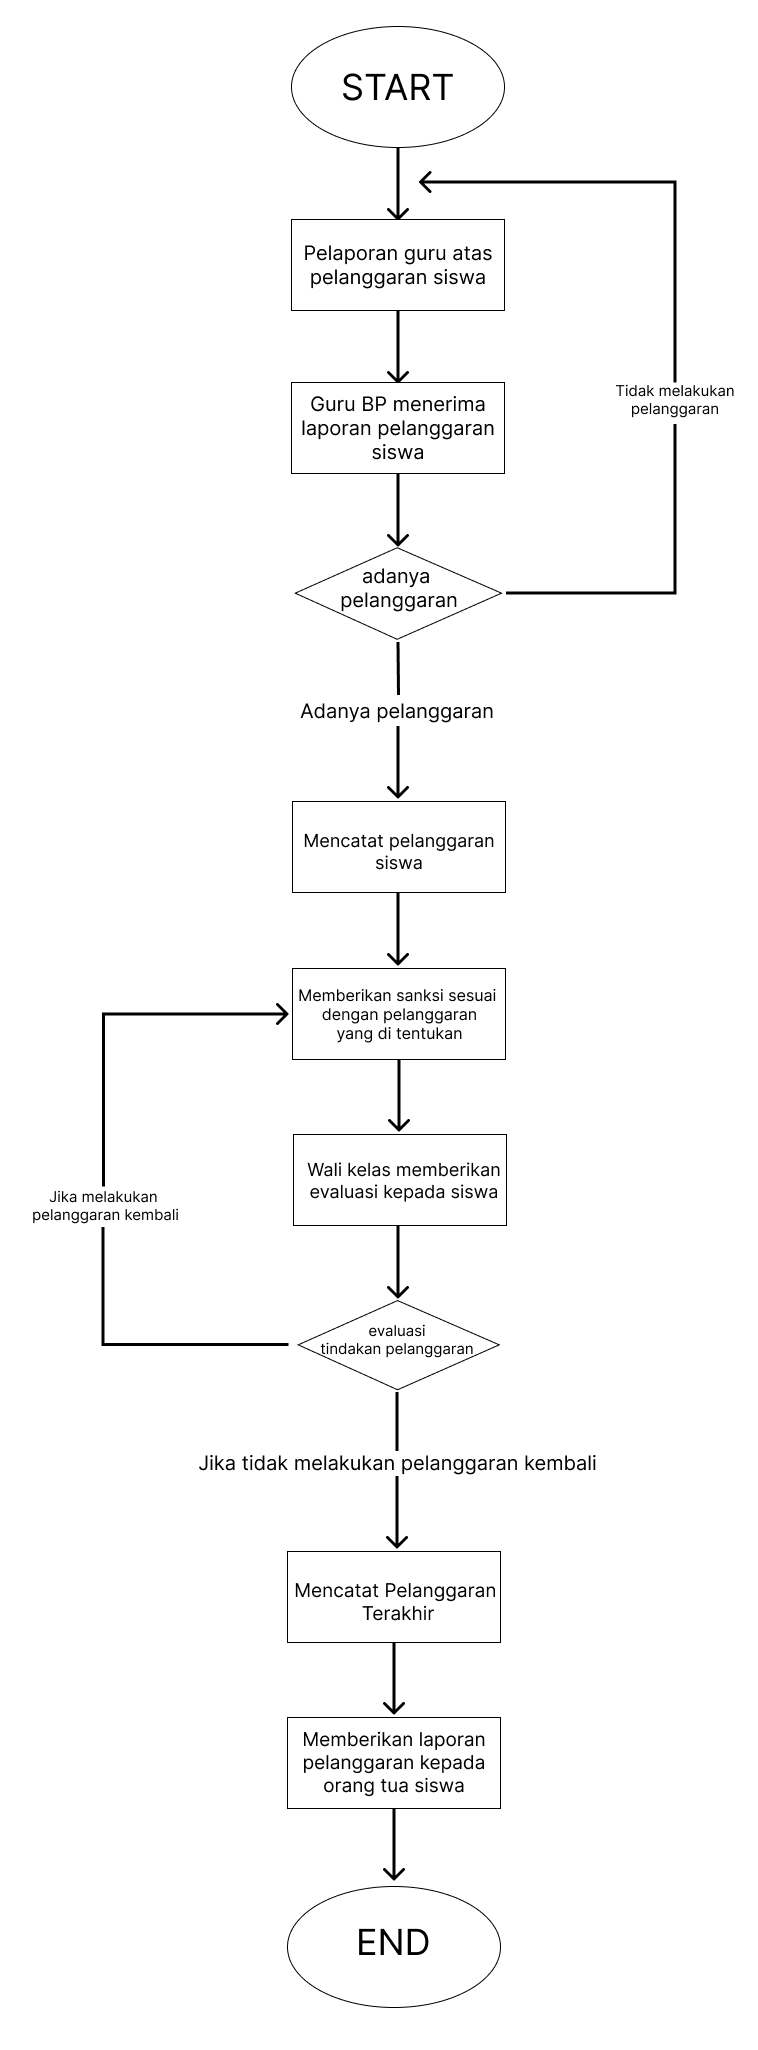 START
Pelaporan guru atas
pelanggaran siswa
Guru BP menerima
laporan pelanggaran
siswa
Tidak melakukan
pelanggaran
adanya
pelanggaran
Adanya pelanggaran
Mencatat pelanggaran
siswa
Memberikan sanksi sesuai
dengan pelanggaran
yang di tentukan
Wali kelas memberikan
evaluasi kepada siswa
Jika melakukan
pelanggaran kembali
evaluasi
tindakan pelanggaran
Jika tidak melakukan pelanggaran kembali
Mencatat Pelanggaran
Terakhir
Memberikan laporan
pelanggaran kepada
orang tua siswa
END